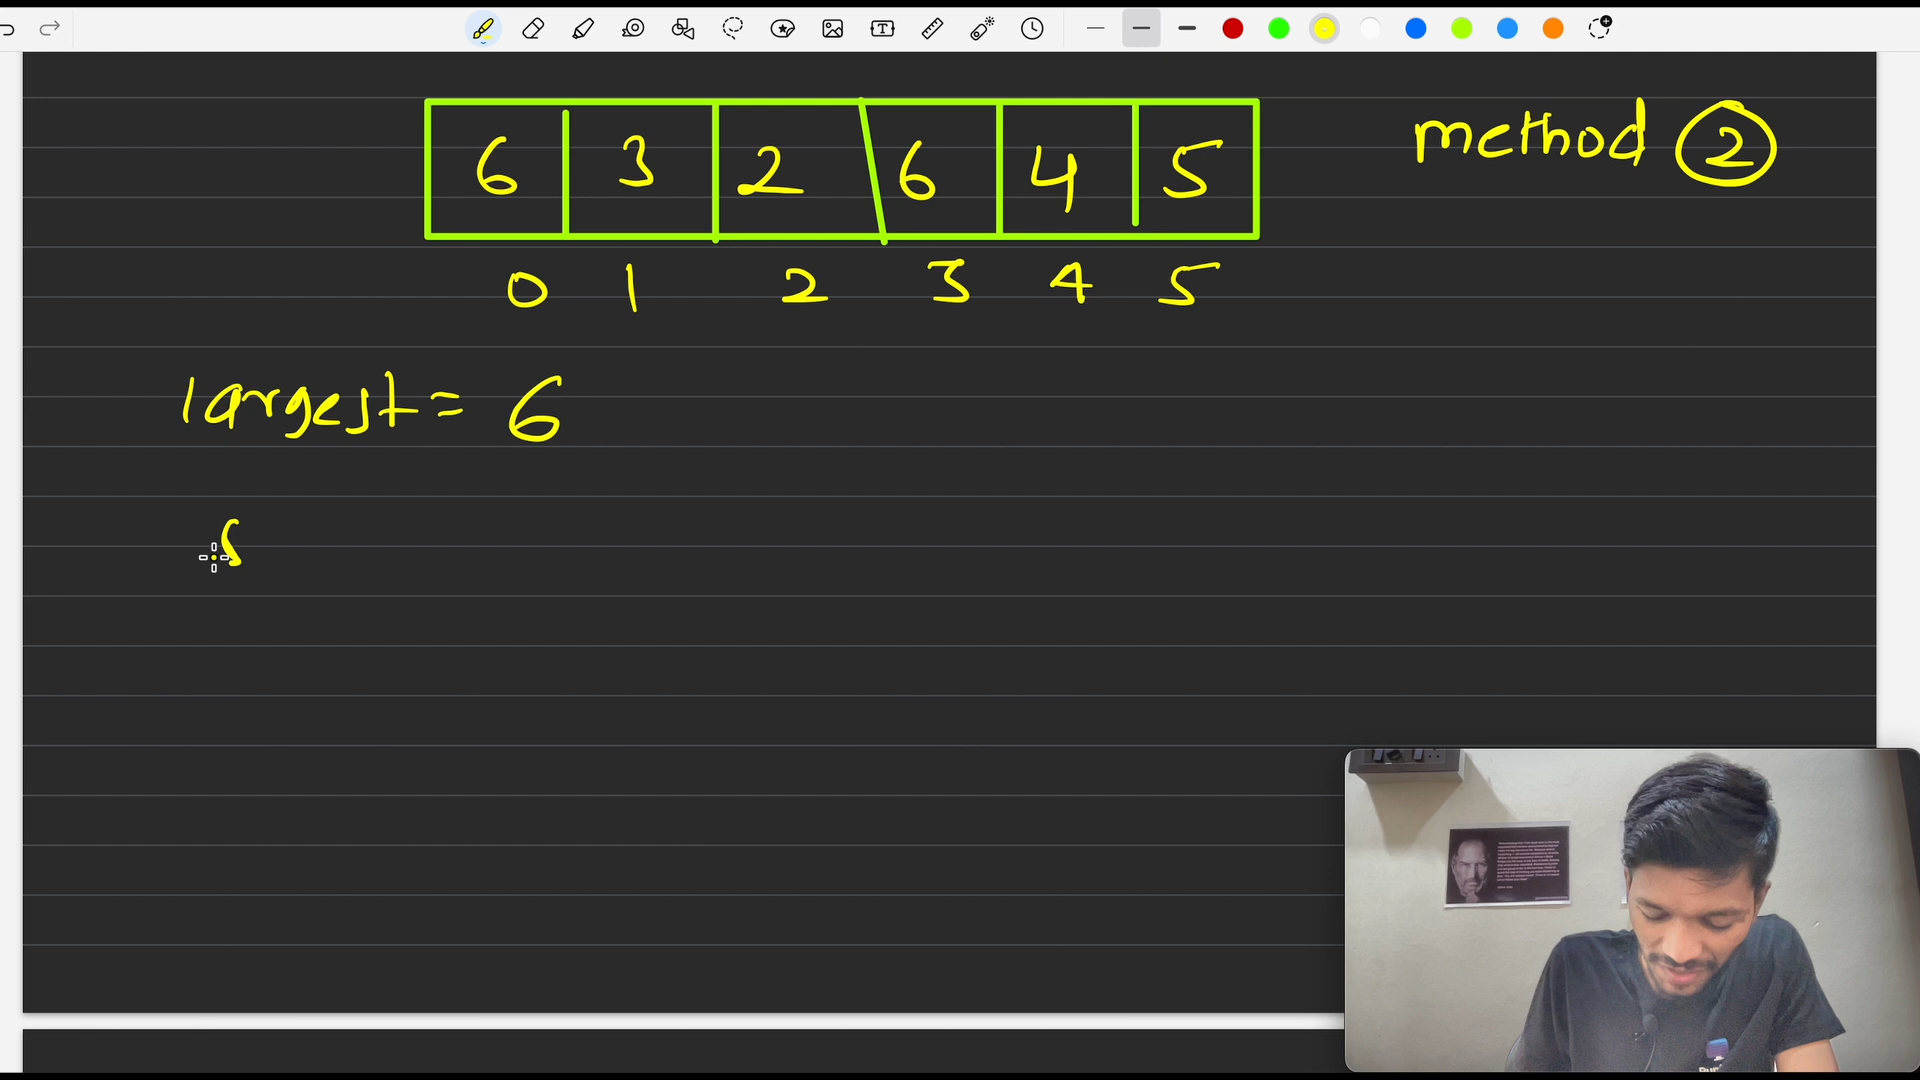 6 3 2 6 4 5
method 2
0 1 2 3 4 5
largest = 6
s